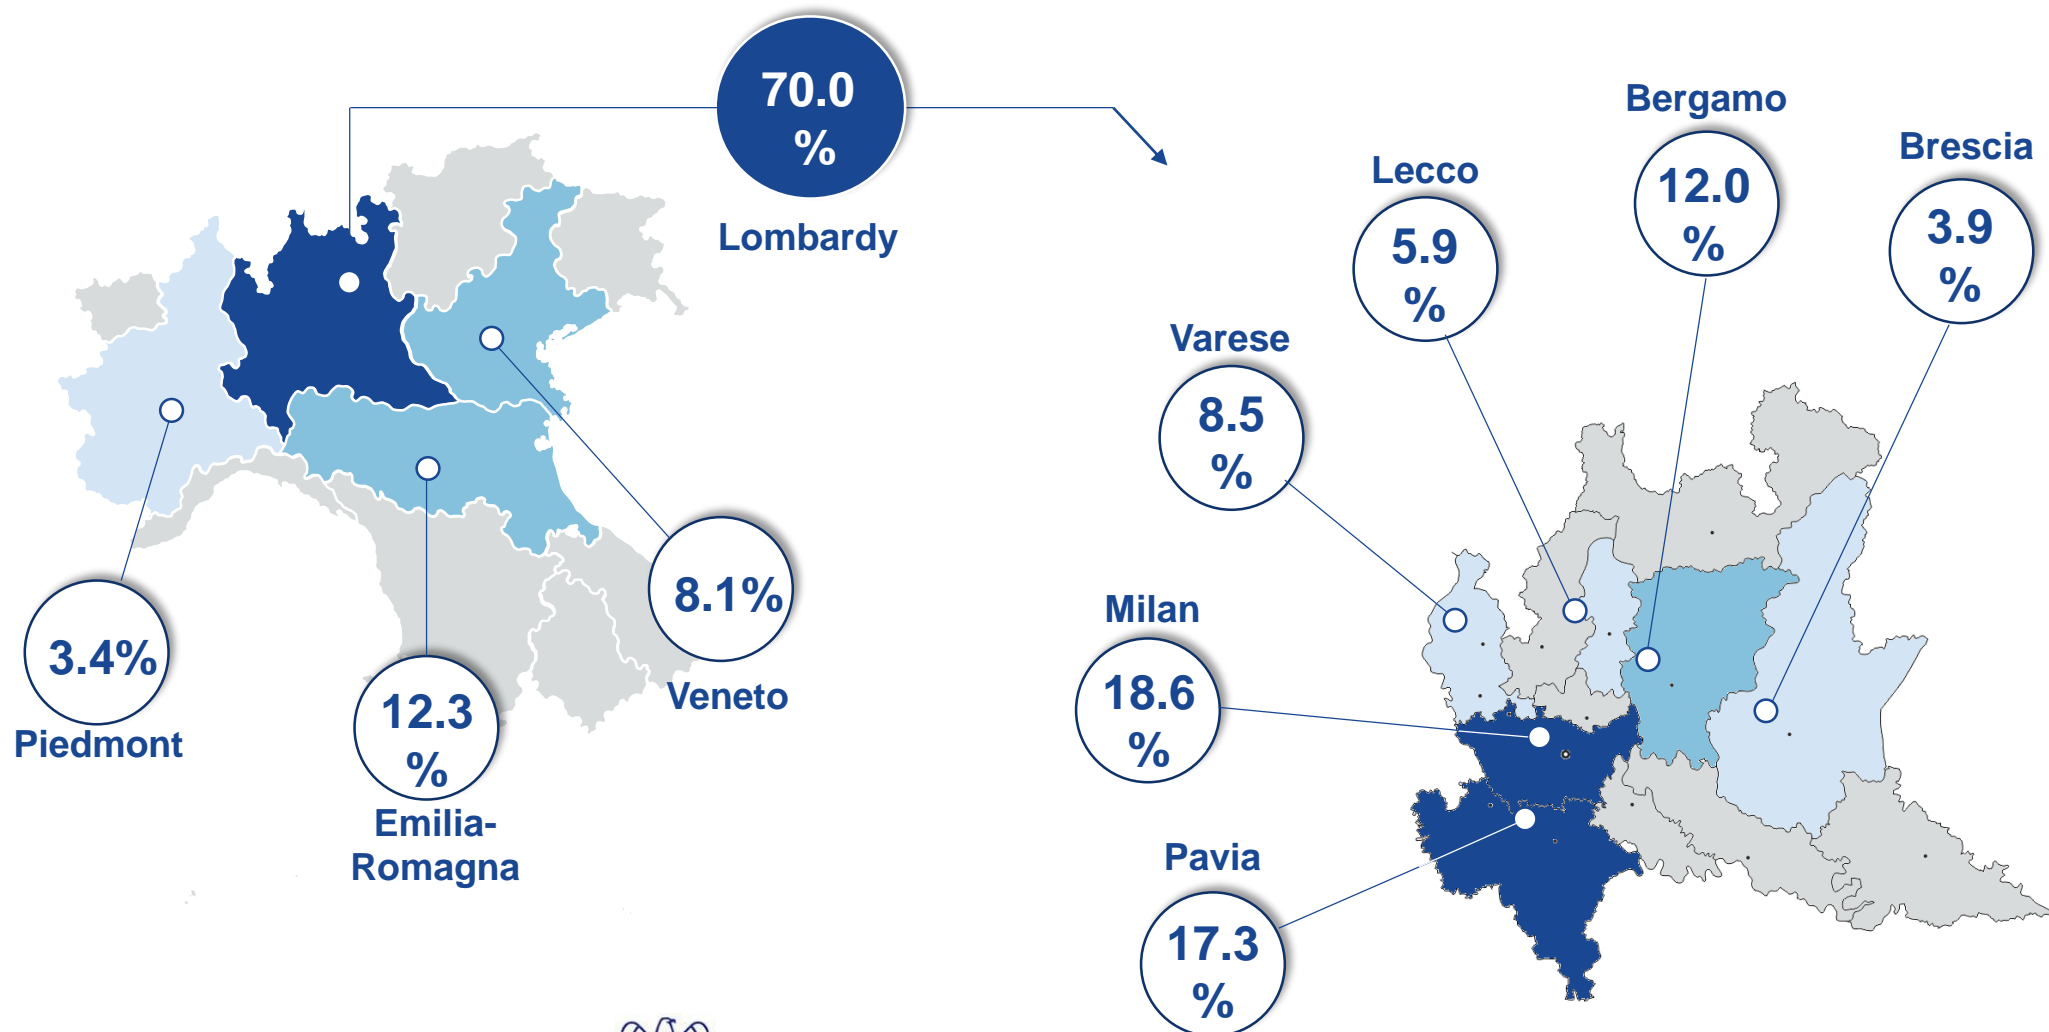 70.0
%
Lombardy
3.4%
Piedmont
12.3
%
Emilia-
Romagna
8.1%
Veneto
Bergamo
12.0
%
Brescia
3.9
%
Lecco
5.9
%
Varese
8.5
%
Milan
18.6
%
Pavia
17.3
%